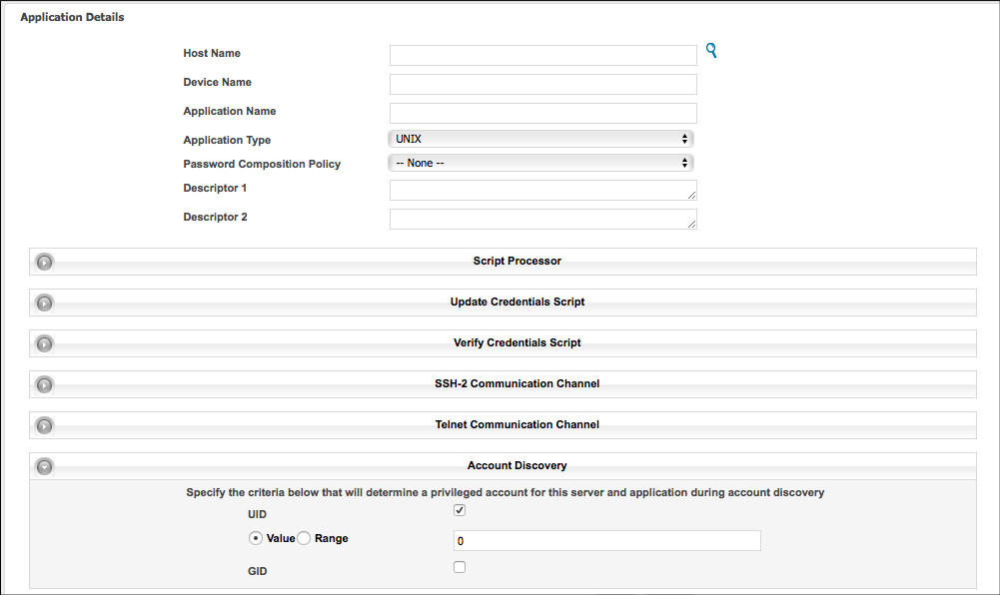 Application Details
Host Name
Device Name
Application Name
Application Type UNIX
Password Composition Policy -- None --
Descriptor 1
Descriptor 2
Script Processor
Update Credentials Script
Verify Credentials Script
SSH-2 Communication Channel
Telnet Communication Channel
Account Discovery
Specify the criteria below that will determine a privileged account for this server and application during account discovery
UID
Value Range 0
GID